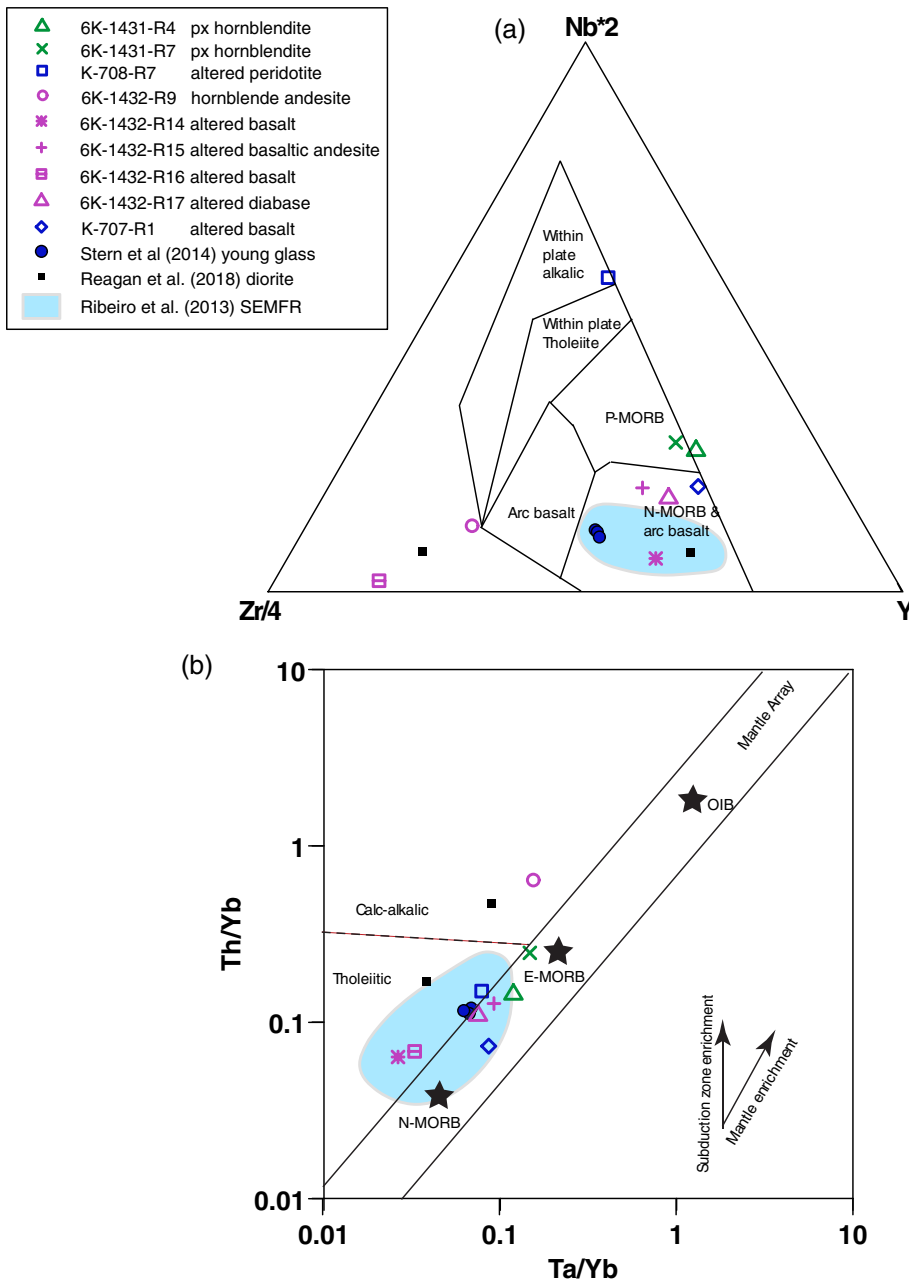 6K-1431-R4 px hornblendite
6K-1431-R7 px hornblendite
K-708-R7 altered peridotite
6K-1432-R9 hornblende andesite
6K-1432-R14 altered basalt
6K-1432-R15 altered basaltic andesite
6K-1432-R16 altered basalt
6K-1432-R17 altered diabase
K-707-R1 altered basalt
Stern et al (2014) young glass
Reagan et al. (2018) diorite
Ribeiro et al. (2013) SEMFR
(a)
Nb*2
Within
plate
alkalic
Within plate
Tholeiite
P-MORB
Arc basalt
N-MORB &
arc basalt
Zr/4
Y
(b)
10
1
0.1
0.01
Th/Yb
Mantle Array
OIB
Calc-alkalic
E-MORB
Tholeiitic
N-MORB
Subduction zone enrichment
Mantle enrichment
0.01
0.1
1
10
Ta/Yb